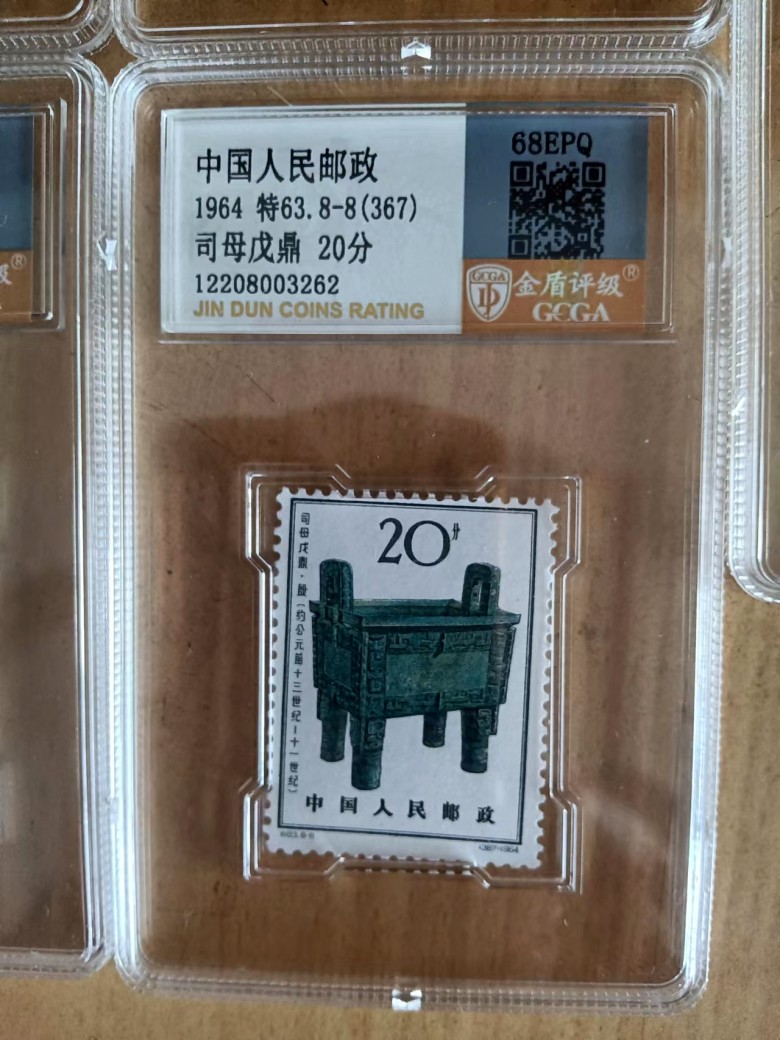 中国人民邮政
1964 特63.8-8(367)
司母戊鼎 20分
12208003262
JIN DUN COINS RATING
68EPQ
GCGA
金盾评级®
GCGA
级®
20分
司母戊鼎·殷(约公元前十三世纪—十一世纪)
中国人民邮政